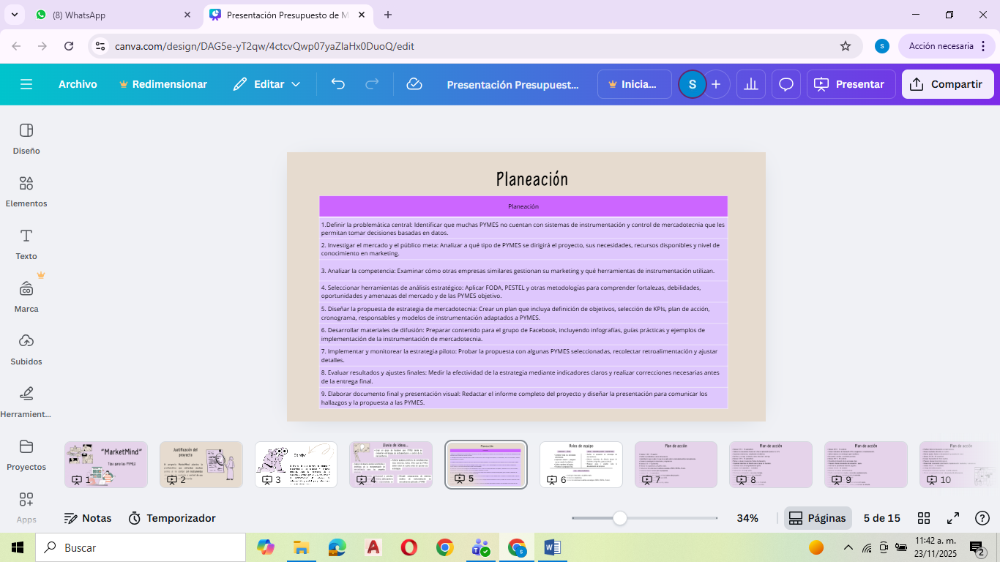 (8) WhatsApp
Presentación Presupuesto de M
canva.com/design/DAG5e-yT2qw/4ctcvQwp07yaZlaHx0DuoQ/edit
S
Acción necesaria
Archivo
Redimensionar
Editar
Presentación Presupuest...
Inicia...
S
Presentar
Compartir
Diseño
Elementos
Texto
Marca
Subidos
Herramient...
Proyectos
Apps
Planeación
Planeación
1.Definir la problemática central: Identificar que muchas PYMES no cuentan con sistemas de instrumentación y control de mercadotecnia que les
permitan tomar decisiones basadas en datos.
2. Investigar el mercado y el público meta: Analizar a qué tipo de PYMES se dirigirá el proyecto, sus necesidades, recursos disponibles y nivel de
conocimiento en marketing.
3. Analizar la competencia: Examinar cómo otras empresas similares gestionan su marketing y qué herramientas de instrumentación utilizan.
4. Seleccionar herramientas de análisis estratégico: Aplicar FODA, PESTEL y otras metodologías para comprender fortalezas, debilidades,
oportunidades y amenazas del mercado y de las PYMES objetivo.
5. Diseñar la propuesta de estrategia de mercadotecnia: Crear un plan que incluya definición de objetivos, selección de KPIs, plan de acción,
cronograma, responsables y modelos de instrumentación adaptados a PYMES.
6. Desarrollar materiales de difusión: Preparar contenido para el grupo de Facebook, incluyendo infografías, guías prácticas y ejemplos de
implementación de la instrumentación de mercadotecnia.
7. Implementar y monitorear la estrategia piloto: Probar la propuesta con algunas PYMES seleccionadas, recolectar retroalimentación y ajustar
detalles.
8. Evaluar resultados y ajustes finales: Medir la efectividad de la estrategia mediante indicadores claros y realizar correcciones necesarias antes
de la entrega final.
9. Elaborar documento final y presentación visual: Redactar el informe completo del proyecto y diseñar la presentación para comunicar los
hallazgos y la propuesta a las PYMES.
"MarketMind"
Tips para las PYMES
1
Justificación del
proyecto
2
3
Lluvia de ideas...
4
Planeación
5
Roles de equipo
6
Plan de acción
7
Plan de acción
8
Plan de acción
9
Plan de acción
10
Notas
Temporizador
34%
Páginas
5 de 15
Buscar
11:42 a. m.
23/11/2025
2